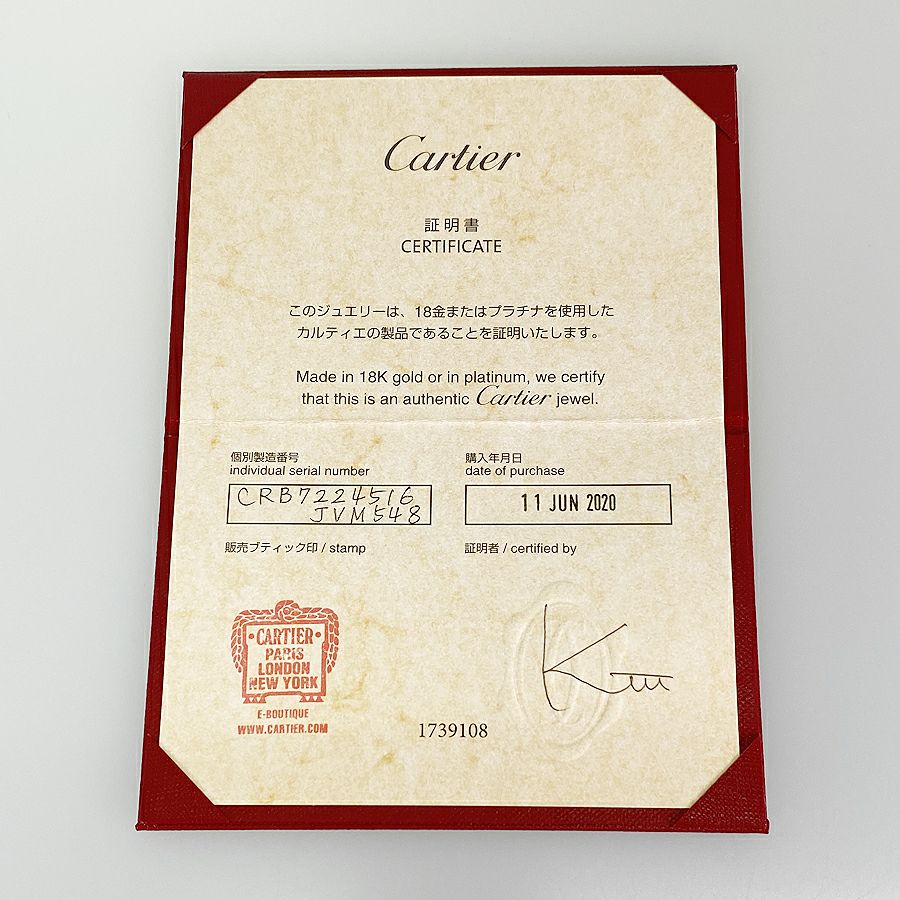 Cartier
証明書
CERTIFICATE
このジュエリーは、18金またはプラチナを使用した
カルティエの製品であることを証明いたします。
Made in 18K gold or in platinum, we certify
that this is an authentic Cartier jewel.
個別製造番号
individual serial number
CRB7224516
JVM548
購入年月日
date of purchase
11 JUN 2020
販売ブティック印 / stamp
証明者 / certified by
·CARTIER·
PARIS
LONDON
NEW YORK
E-BOUTIQUE
WWW.CARTIER.COM
1739108